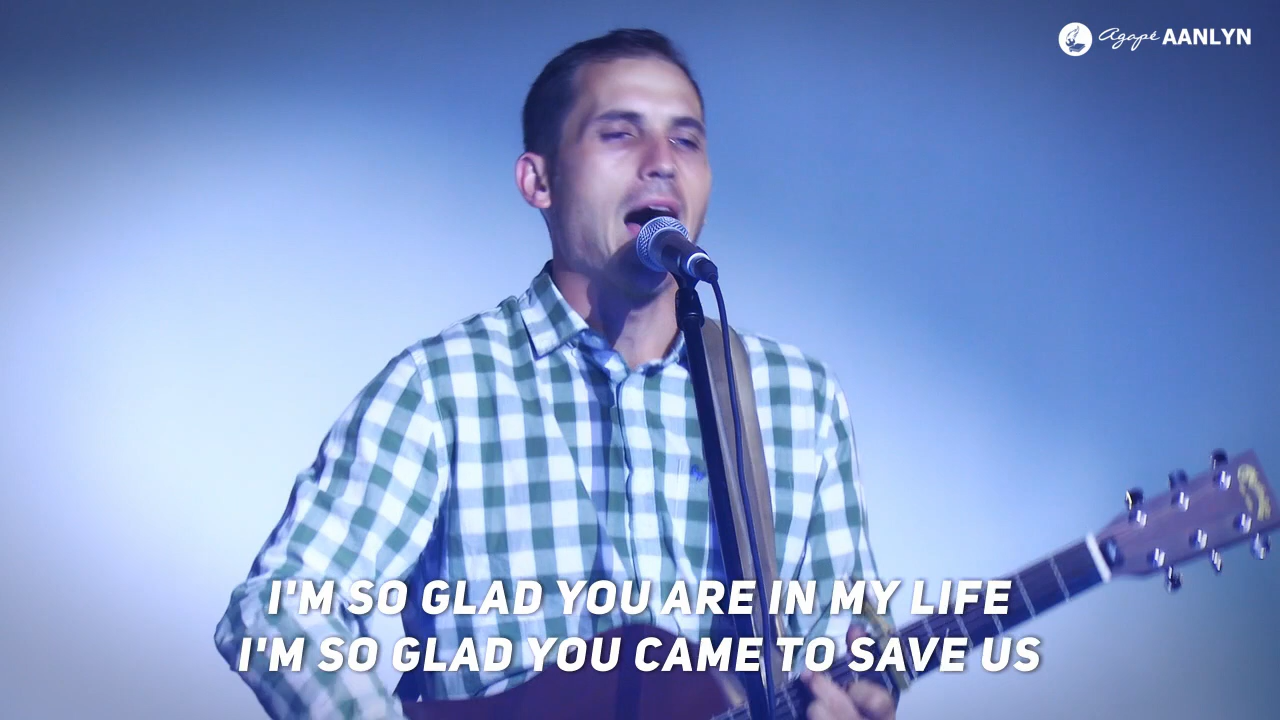 Agapé AANLYN
I'M SO GLAD YOU ARE IN MY LIFE
I'M SO GLAD YOU CAME TO SAVE US